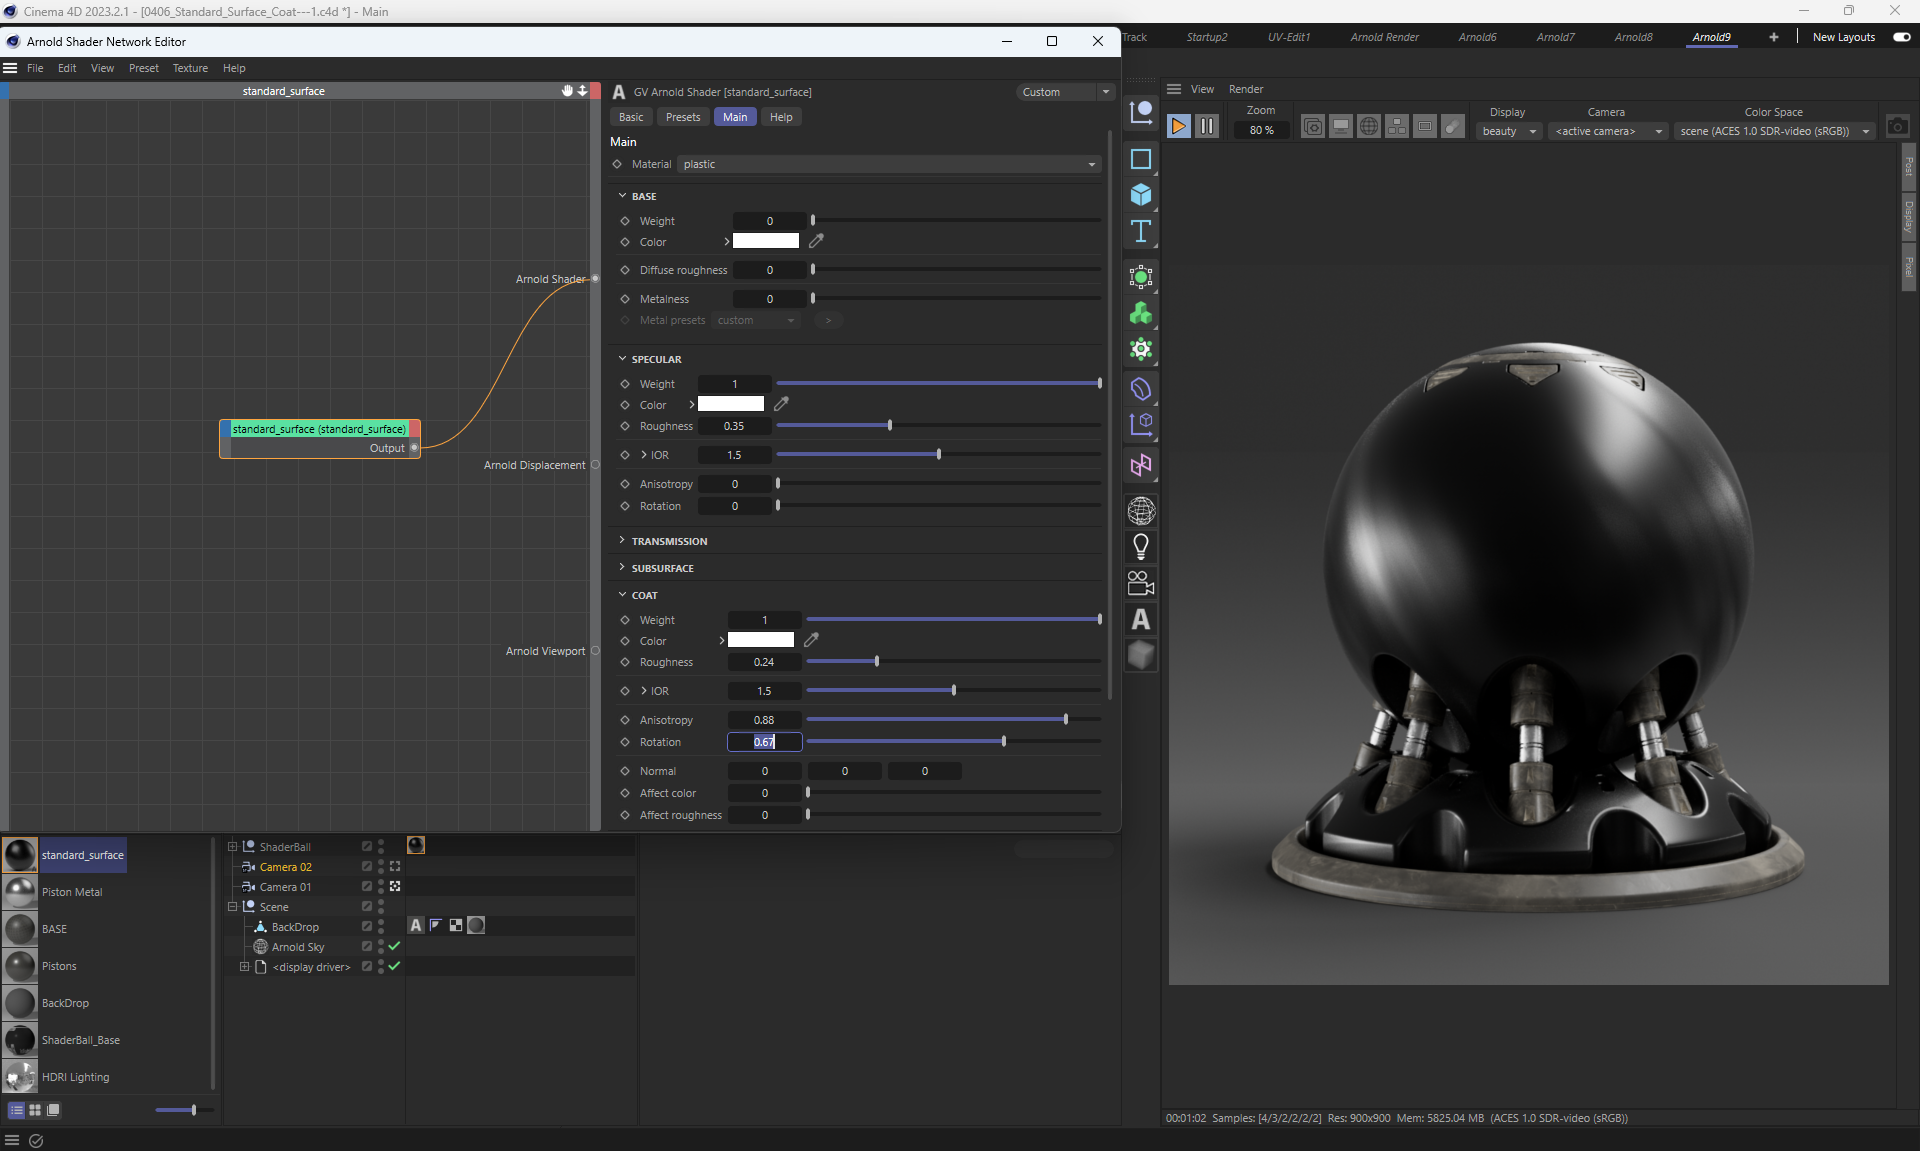 Cinema 4D 2023.2.1 - [0406_Standard_Surface_Coat---1.c4d *] - Main
Arnold Shader Network Editor
Track Startup2 UV-Edit1 Arnold Render Arnold6 Arnold7 Arnold8 Arnold9 + New Layouts
File Edit View Preset Texture Help
standard_surface
Arnold Shader
standard_surface (standard_surface)
Output
Arnold Displacement
Arnold Viewport
A GV Arnold Shader [standard_surface] Custom
Basic Presets Main Help
Main
Material plastic
BASE
Weight 0
Color
Diffuse roughness 0
Metalness 0
Metal presets custom >
SPECULAR
Weight 1
Color
Roughness 0.35
IOR 1.5
Anisotropy 0
Rotation 0
TRANSMISSION
SUBSURFACE
COAT
Weight 1
Color
Roughness 0.24
IOR 1.5
Anisotropy 0.88
Rotation 0.67
Normal 0 0 0
Affect color 0
Affect roughness 0
T
A
View Render
Zoom Display Camera Color Space
80 % beauty <active camera> scene (ACES 1.0 SDR-video (sRGB))
Post
Display
Pixel
standard_surface
Piston Metal
BASE
Pistons
BackDrop
ShaderBall_Base
HDRI Lighting
ShaderBall
Camera 02
Camera 01
Scene
BackDrop A
Arnold Sky
<display driver>
00:01:02 Samples: [4/3/2/2/2/2] Res: 900x900 Mem: 5825.04 MB (ACES 1.0 SDR-video (sRGB))